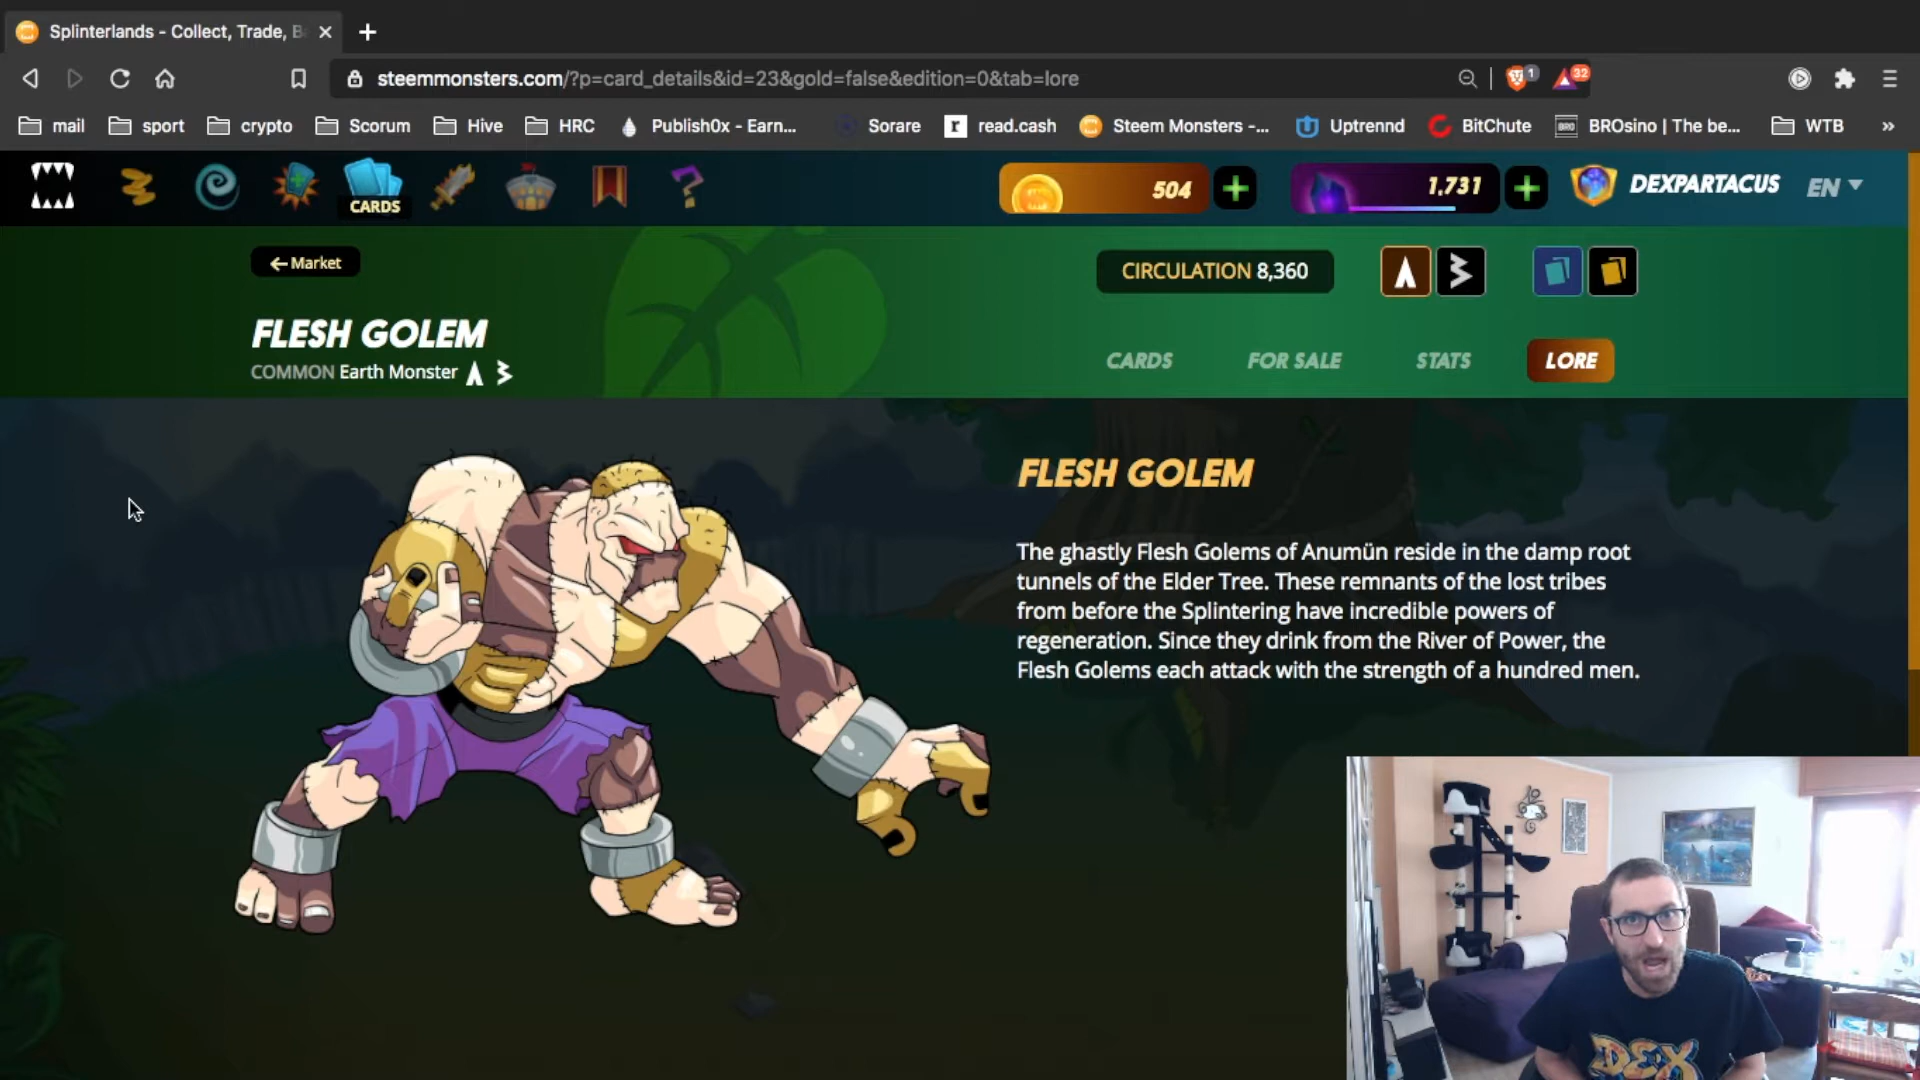 Splinterlands - Collect, Trade, B
steemmonsters.com/?p=card_details&id=23&gold=false&edition=0&tab=lore
1
32
mail
sport
crypto
Scorum
Hive
HRC
Publish0x - Earn...
Sorare
r
read.cash
Steem Monsters -...
Uptrennd
BitChute
BRO
BROsino | The be...
WTB
»
CARDS
504
1,731
DEXPARTACUS
EN
Market
CIRCULATION 8,360
FLESH GOLEM
COMMON Earth Monster
CARDS
FOR SALE
STATS
LORE
FLESH GOLEM
The ghastly Flesh Golems of Anumün reside in the damp root
tunnels of the Elder Tree. These remnants of the lost tribes
from before the Splintering have incredible powers of
regeneration. Since they drink from the River of Power, the
Flesh Golems each attack with the strength of a hundred men.
DEX